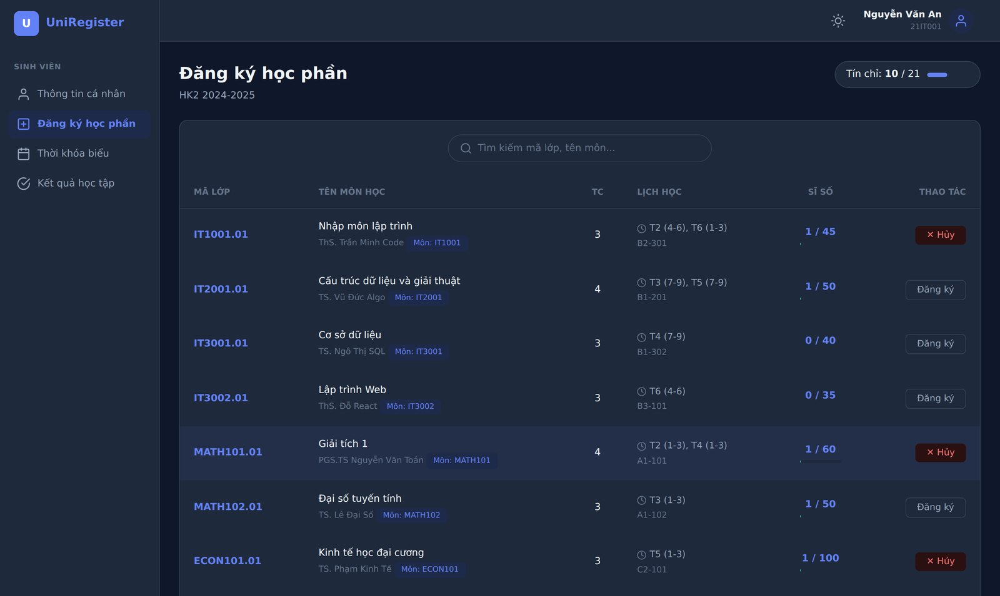 U UniRegister
Nguyễn Văn An
21IT001
SINH VIÊN
Thông tin cá nhân
Đăng ký học phần
Thời khóa biểu
Kết quả học tập
Đăng ký học phần
HK2 2024-2025
Tín chỉ: 10 / 21
Tìm kiếm mã lớp, tên môn...
MÃ LỚP TÊN MÔN HỌC TC LỊCH HỌC SĨ SỐ THAO TÁC
IT1001.01 Nhập môn lập trình 3 T2 (4-6), T6 (1-3) 1 / 45 ✕ Hủy
ThS. Trần Minh Code Môn: IT1001 B2-301
IT2001.01 Cấu trúc dữ liệu và giải thuật 4 T3 (7-9), T5 (7-9) 1 / 50 Đăng ký
TS. Vũ Đức Algo Môn: IT2001 B1-201
IT3001.01 Cơ sở dữ liệu 3 T4 (7-9) 0 / 40 Đăng ký
TS. Ngô Thị SQL Môn: IT3001 B1-302
IT3002.01 Lập trình Web 3 T6 (4-6) 0 / 35 Đăng ký
ThS. Đỗ React Môn: IT3002 B3-101
MATH101.01 Giải tích 1 4 T2 (1-3), T4 (1-3) 1 / 60 ✕ Hủy
PGS.TS Nguyễn Văn Toán Môn: MATH101 A1-101
MATH102.01 Đại số tuyến tính 3 T3 (1-3) 1 / 50 Đăng ký
TS. Lê Đại Số Môn: MATH102 A1-102
ECON101.01 Kinh tế học đại cương 3 T5 (1-3) 1 / 100 ✕ Hủy
TS. Phạm Kinh Tế Môn: ECON101 C2-101